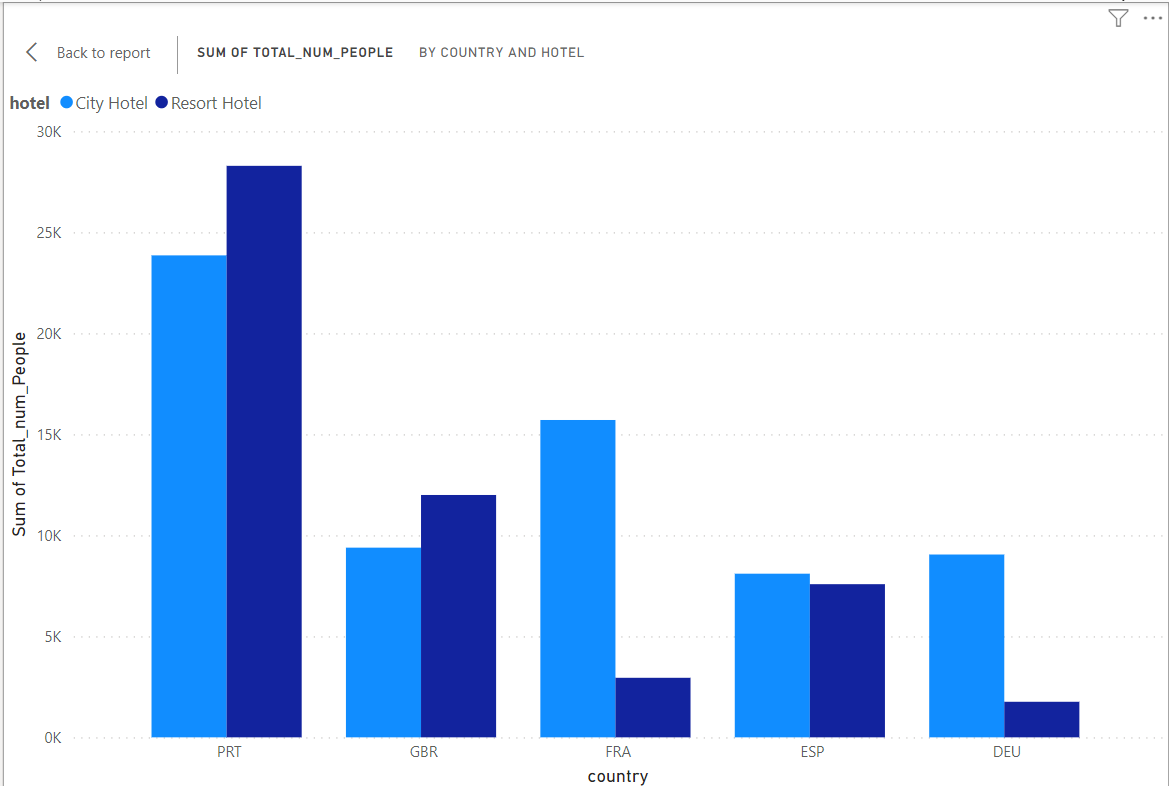 Back to report SUM OF TOTAL_NUM_PEOPLE BY COUNTRY AND HOTEL
hotel City Hotel Resort Hotel
30K
25K
20K
15K
10K
5K
0K
Sum of Total_num_People
PRT GBR FRA ESP DEU
country